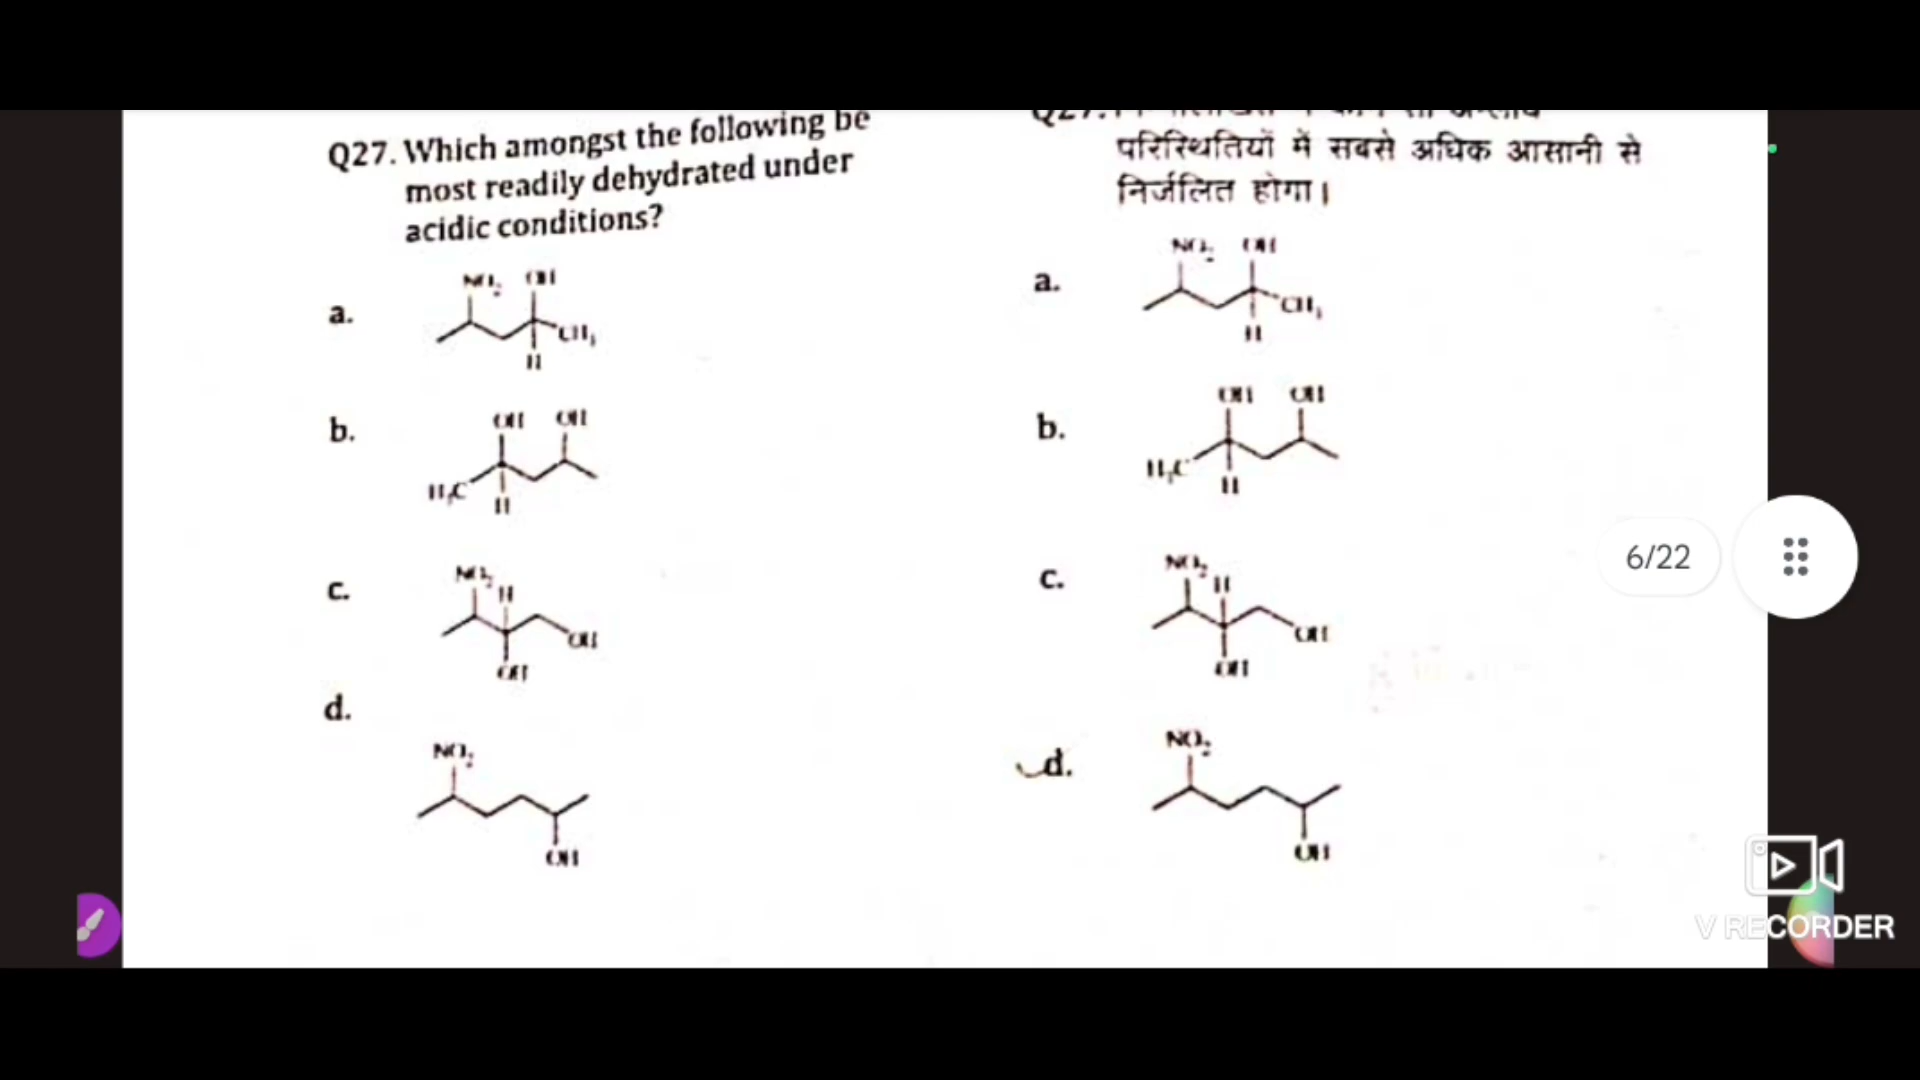 Q27. Which amongst the following be
most readily dehydrated under
acidic conditions?
a.
NO2 OH
CH3
H
b.
OH OH
H3C
H
c.
NO2
H
OH
OH
d.
NO2
OH
परिस्थितियों में सबसे अधिक आसानी से
निर्जलित होगा।
a.
NO2 OH
CH3
H
b.
OH OH
H3C
H
c.
NO2
H
OH
OH
d.
NO2
OH
6/22
V RECORDER